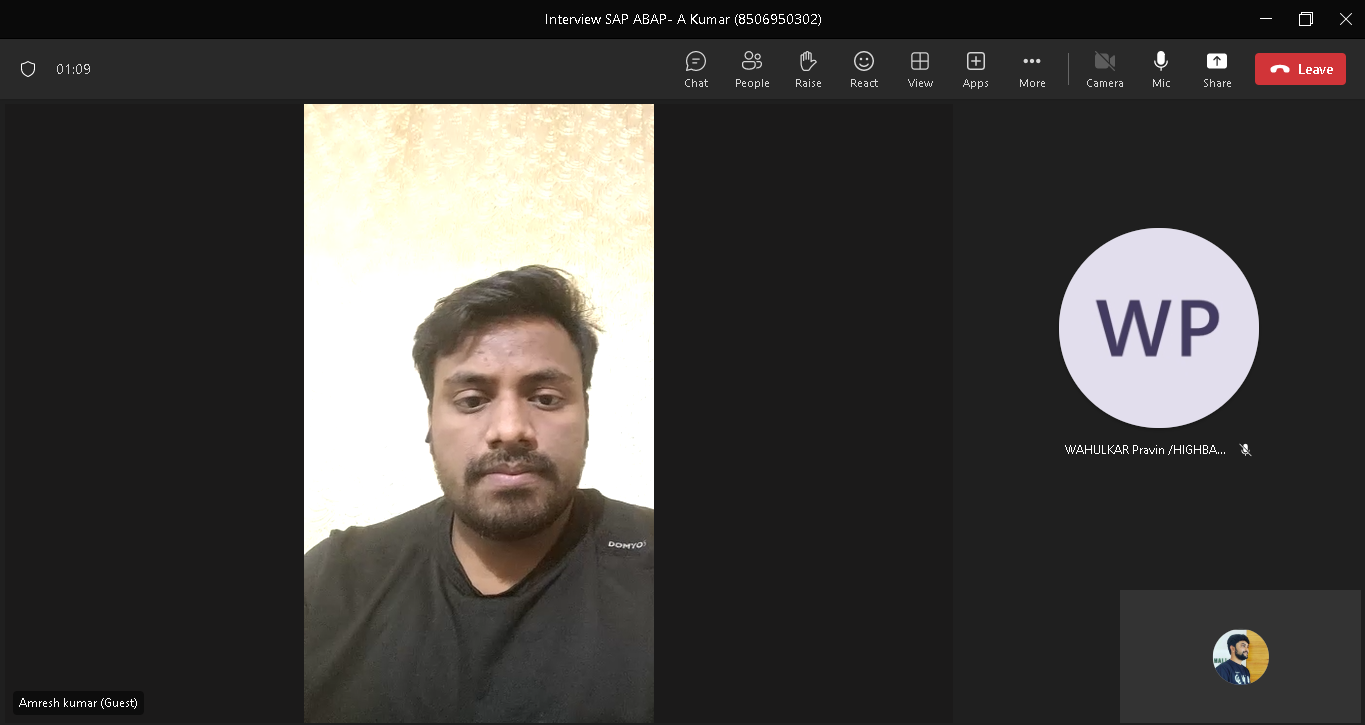 Interview SAP ABAP- A Kumar (8506950302)
01:09
Chat
People
Raise
React
View
Apps
More
Camera
Mic
Share
Leave
WP
WAHULKAR Pravin /HIGHBA...
DOMYOS
Amresh kumar (Guest)